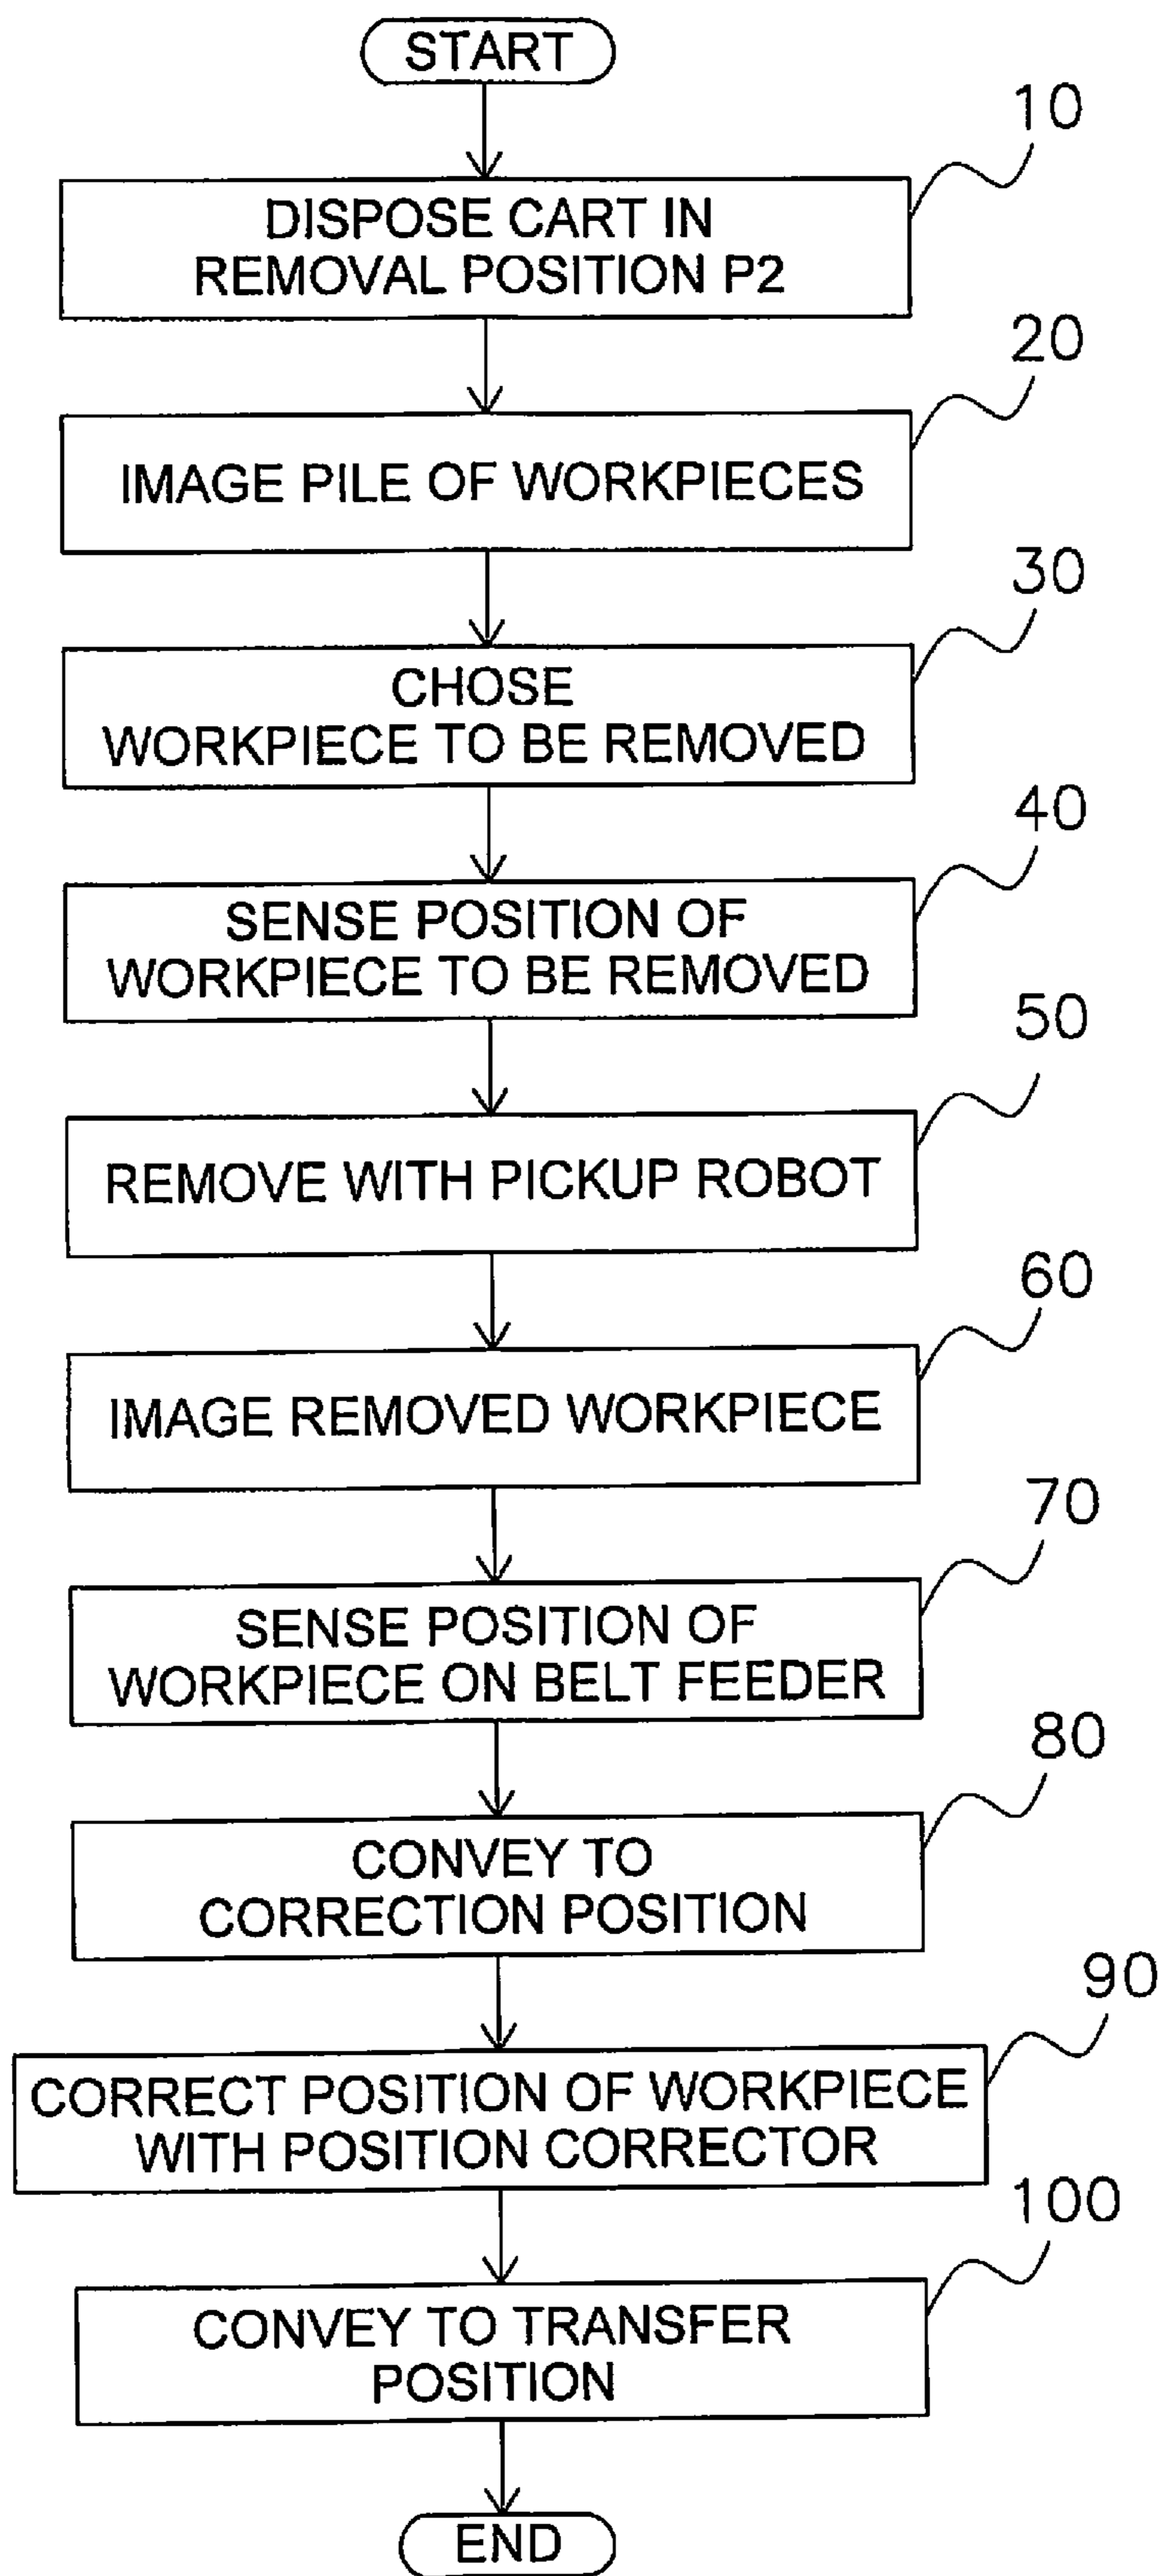 START
10
DISPOSE CART IN
REMOVAL POSITION P2
20
IMAGE PILE OF WORKPIECES
30
CHOSE
WORKPIECE TO BE REMOVED
40
SENSE POSITION OF
WORKPIECE TO BE REMOVED
50
REMOVE WITH PICKUP ROBOT
60
IMAGE REMOVED WORKPIECE
70
SENSE POSITION OF
WORKPIECE ON BELT FEEDER
80
CONVEY TO
CORRECTION POSITION
90
CORRECT POSITION OF WORKPIECE
WITH POSITION CORRECTOR
100
CONVEY TO TRANSFER
POSITION
END